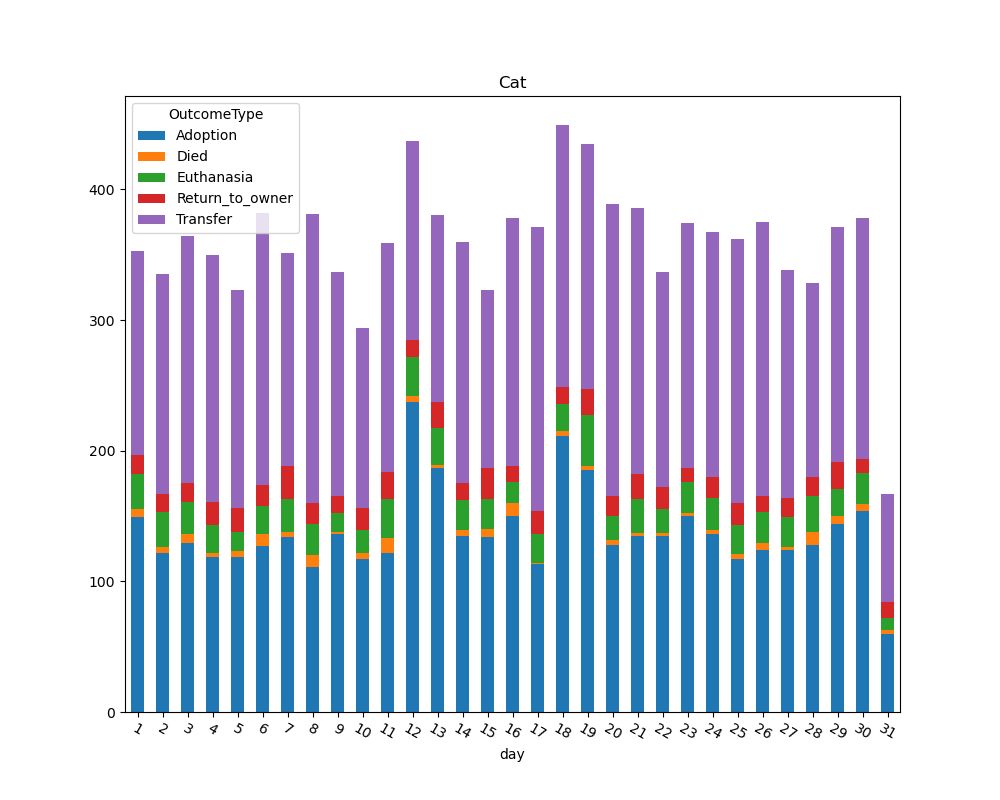 Cat
OutcomeType
Adoption
Died
Euthanasia
Return_to_owner
Transfer
400
300
200
100
0
1 2 3 4 5 6 7 8 9 10 11 12 13 14 15 16 17 18 19 20 21 22 23 24 25 26 27 28 29 30 31
day